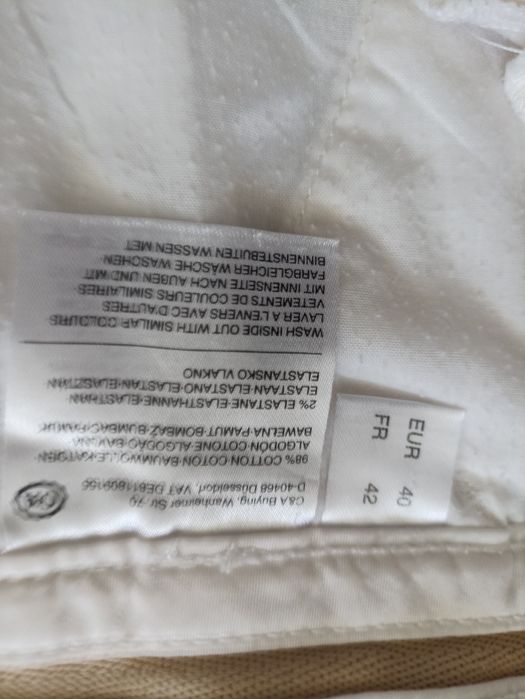 C&A Buying, Wanheimer Str. 70
D-40468 Düsseldorf, VAT DE811809156
98% COTTON·COTON·BAUMWOLLE·KATOEN·
ALGODÓN·COTONE·ALGODÃO·BAVLNA·
BAWEŁNA·PAMUT·BOMBAŽ·BUMBAC·PAMUK
2% ELASTANE·ELASTHANNE·ELASTHAN·
ELASTAAN·ELASTANO·ELASTAN·ELASZTÁN·
ELASTANSKO VLAKNO
WASH INSIDE OUT WITH SIMILAR COLOURS·
LAVER A L'ENVERS AVEC D'AUTRES
VETEMENTS DE COULEURS SIMILAIRES·
MIT INNENSEITE NACH AUßEN UND MIT
FARBGLEICHER WÄSCHE WASCHEN·
BINNENSTEBUITEN WASSEN MET
EUR 40
FR 42